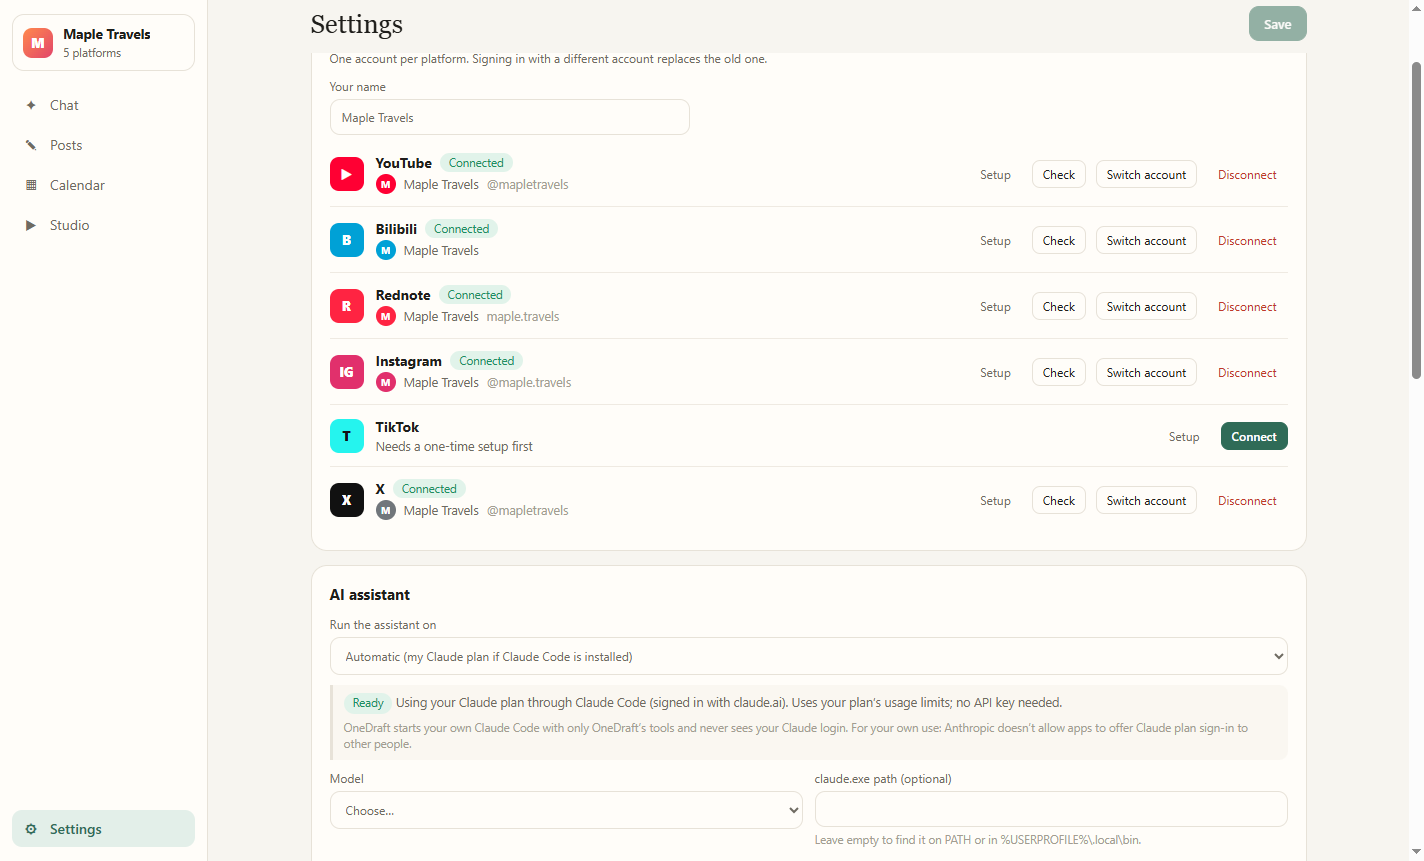 M
Maple Travels
5 platforms
Chat
Posts
Calendar
Studio
Settings
Settings
Save
One account per platform. Signing in with a different account replaces the old one.
Your name
Maple Travels
YouTube Connected
M Maple Travels @mapletravels
Setup Check Switch account Disconnect
B
Bilibili Connected
M Maple Travels
Setup Check Switch account Disconnect
R
Rednote Connected
M Maple Travels maple.travels
Setup Check Switch account Disconnect
IG
Instagram Connected
M Maple Travels @maple.travels
Setup Check Switch account Disconnect
T
TikTok
Needs a one-time setup first
Setup Connect
X
X Connected
M Maple Travels @mapletravels
Setup Check Switch account Disconnect
AI assistant
Run the assistant on
Automatic (my Claude plan if Claude Code is installed)
Ready Using your Claude plan through Claude Code (signed in with claude.ai). Uses your plan's usage limits; no API key needed.
OneDraft starts your own Claude Code with only OneDraft's tools and never sees your Claude login. For your own use: Anthropic doesn't allow apps to offer Claude plan sign-in to
other people.
Model
Choose...
claude.exe path (optional)
Leave empty to find it on PATH or in %USERPROFILE%\.local\bin.